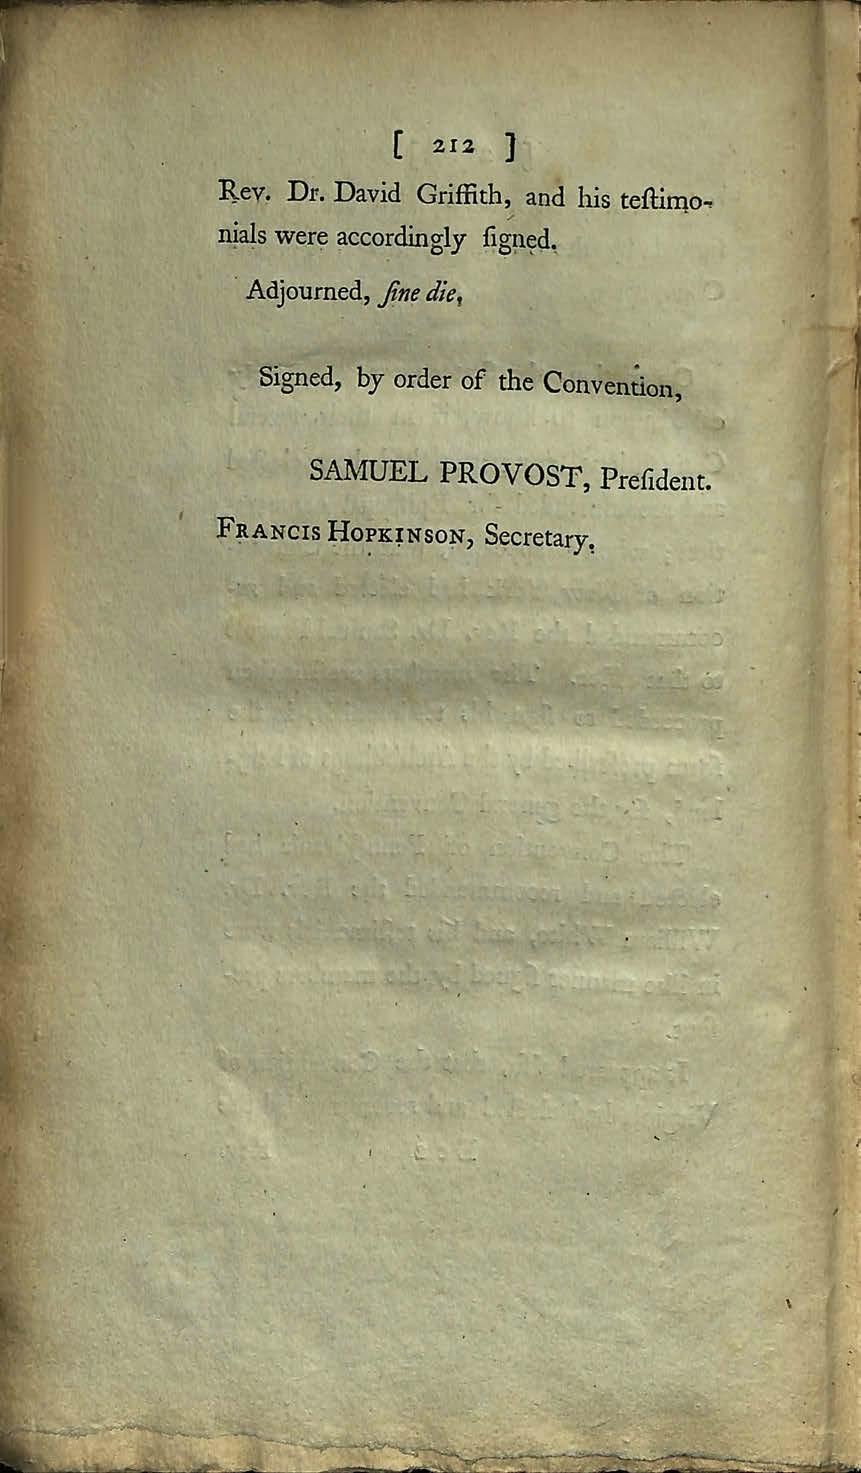 [ 212 ]
Rev. Dr. David Griffith, and his teſtimo-
nials were accordingly ſigned.
Adjourned, ſine die,
Signed, by order of the Convention,
SAMUEL PROVOST, Preſident.
FRANCIS HOPKINSON, Secretary.